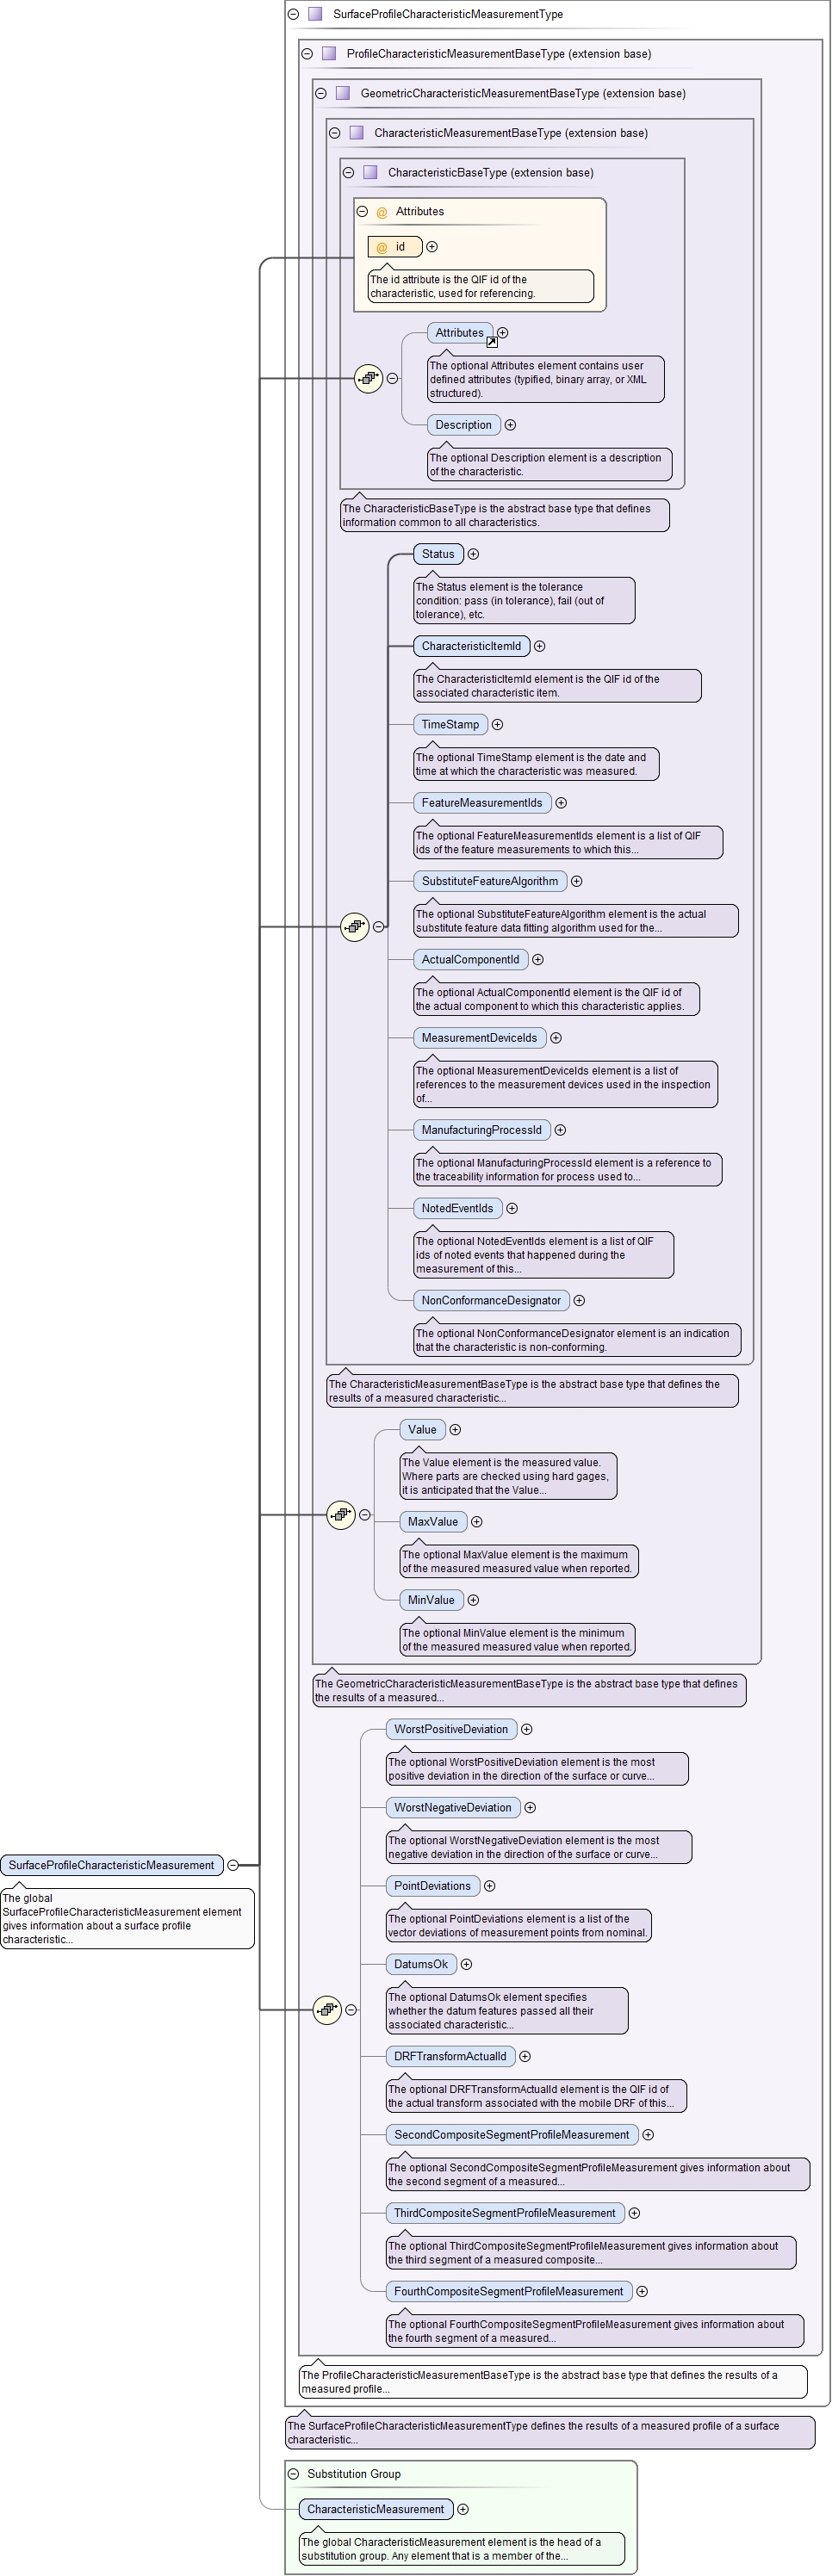 SurfaceProfileCharacteristicMeasurementType
ProfileCharacteristicMeasurementBaseType (extension base)
GeometricCharacteristicMeasurementBaseType (extension base)
CharacteristicMeasurementBaseType (extension base)
CharacteristicBaseType (extension base)
@ Attributes
@ id
The id attribute is the QIF id of the
characteristic, used for referencing.
Attributes
The optional Attributes element contains user
defined attributes (typified, binary array, or XML
structured).
Description
The optional Description element is a description
of the characteristic.
The CharacteristicBaseType is the abstract base type that defines
information common to all characteristics.
Status
The Status element is the tolerance
condition: pass (in tolerance), fail (out of
tolerance), etc.
CharacteristicItemId
The CharacteristicItemId element is the QIF id of the
associated characteristic item.
TimeStamp
The optional TimeStamp element is the date and
time at which the characteristic was measured.
FeatureMeasurementIds
The optional FeatureMeasurementIds element is a list of QIF
ids of the feature measurements to which this...
SubstituteFeatureAlgorithm
The optional SubstituteFeatureAlgorithm element is the actual
substitute feature data fitting algorithm used for the...
ActualComponentId
The optional ActualComponentId element is the QIF id of
the actual component to which this characteristic applies.
MeasurementDeviceIds
The optional MeasurementDeviceIds element is a list of
references to the measurement devices used in the inspection
of...
ManufacturingProcessId
The optional ManufacturingProcessId element is a reference to
the traceability information for process used to...
NotedEventIds
The optional NotedEventIds element is a list of QIF
ids of noted events that happened during the
measurement of this...
NonConformanceDesignator
The optional NonConformanceDesignator element is an indication
that the characteristic is non-conforming.
The CharacteristicMeasurementBaseType is the abstract base type that defines the
results of a measured characteristic...
Value
The Value element is the measured value.
Where parts are checked using hard gages,
it is anticipated that the Value...
MaxValue
The optional MaxValue element is the maximum
of the measured measured value when reported.
MinValue
The optional MinValue element is the minimum
of the measured measured value when reported.
The GeometricCharacteristicMeasurementBaseType is the abstract base type that defines
the results of a measured...
WorstPositiveDeviation
The optional WorstPositiveDeviation element is the most
positive deviation in the direction of the surface or curve...
WorstNegativeDeviation
The optional WorstNegativeDeviation element is the most
negative deviation in the direction of the surface or curve...
SurfaceProfileCharacteristicMeasurement
The global
SurfaceProfileCharacteristicMeasurement element
gives information about a surface profile
characteristic...
PointDeviations
The optional PointDeviations element is a list of the
vector deviations of measurement points from nominal.
DatumsOk
The optional DatumsOk element specifies
whether the datum features passed all their
associated characteristic...
DRFTransformActualId
The optional DRFTransformActualId element is the QIF id of
the actual transform associated with the mobile DRF of this...
SecondCompositeSegmentProfileMeasurement
The optional SecondCompositeSegmentProfileMeasurement gives information about
the second segment of a measured...
ThirdCompositeSegmentProfileMeasurement
The optional ThirdCompositeSegmentProfileMeasurement gives information about
the third segment of a measured composite...
FourthCompositeSegmentProfileMeasurement
The optional FourthCompositeSegmentProfileMeasurement gives information about
the fourth segment of a measured...
The ProfileCharacteristicMeasurementBaseType is the abstract base type that defines the results of a
measured profile...
The SurfaceProfileCharacteristicMeasurementType defines the results of a measured profile of a surface
characteristic...
Substitution Group
CharacteristicMeasurement
The global CharacteristicMeasurement element is the head of a
substitution group. Any element that is a member of the...